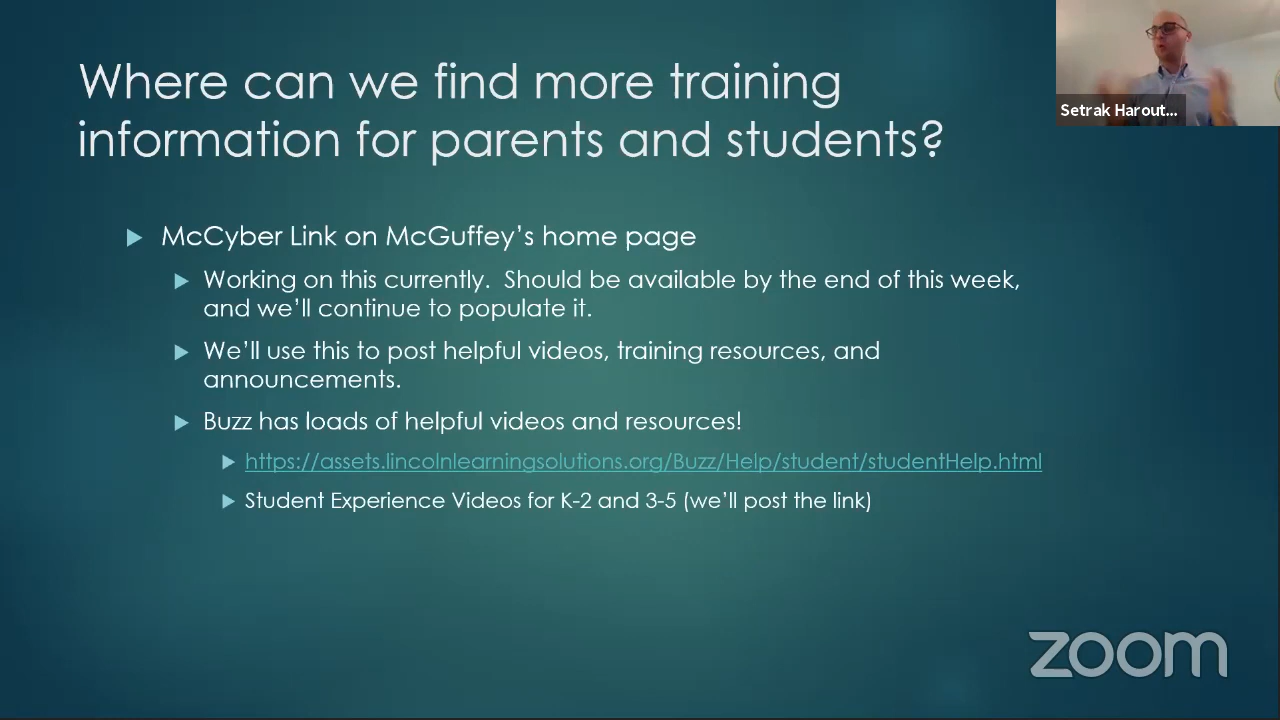 Where can we find more training
information for parents and students?
Setrak Harout...
McCyber Link on McGuffey's home page
Working on this currently.  Should be available by the end of this week,
and we'll continue to populate it.
We'll use this to post helpful videos, training resources, and
announcements.
Buzz has loads of helpful videos and resources!
https://assets.lincolnlearningsolutions.org/Buzz/Help/student/studentHelp.html
Student Experience Videos for K-2 and 3-5 (we'll post the link)
zoom